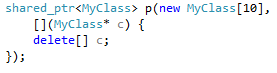 shared_ptr<MyClass> p(new MyClass[10],
[](MyClass* c) {
delete[] c;
});